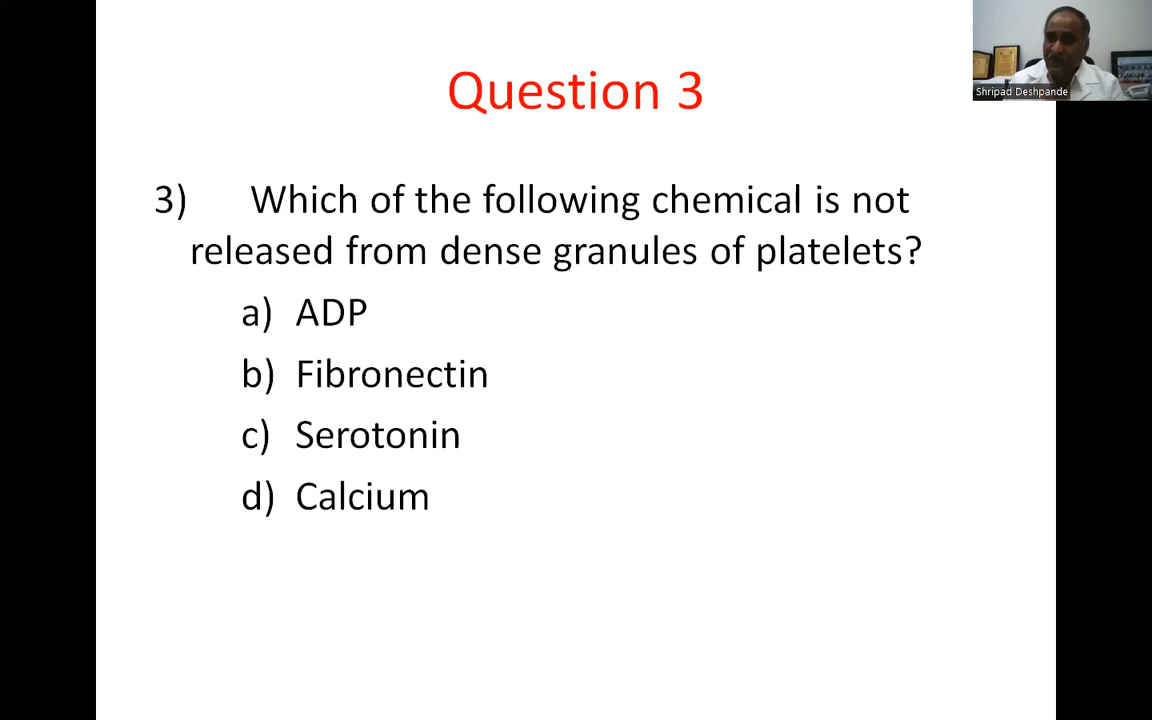 Question 3
Shripad Deshpande
3) Which of the following chemical is not
released from dense granules of platelets?
a) ADP
b) Fibronectin
c) Serotonin
d) Calcium